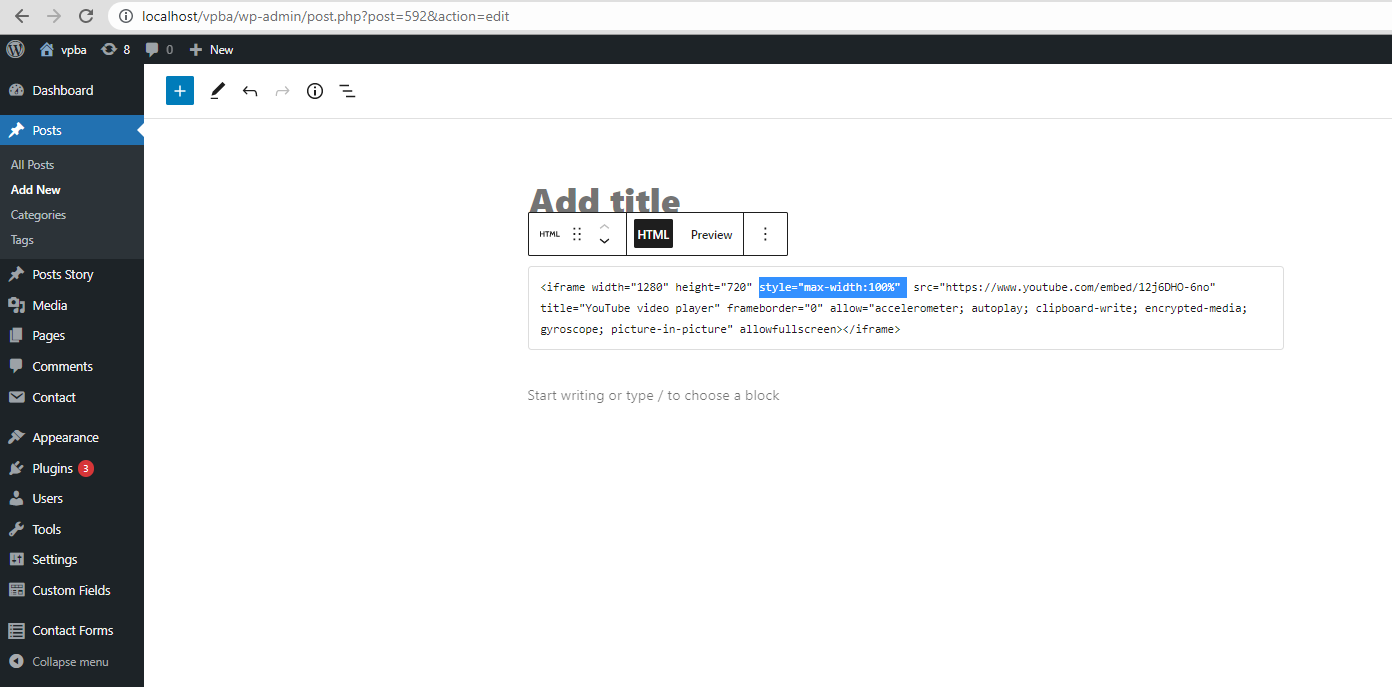 localhost/vpba/wp-admin/post.php?post=592&action=edit
vpba 8 0 New
Dashboard
Posts
All Posts
Add New
Categories
Tags
Posts Story
Media
Pages
Comments
Contact
Appearance
Plugins 3
Users
Tools
Settings
Custom Fields
Contact Forms
Collapse menu
Add title
HTML HTML Preview
<iframe width="1280" height="720" style="max-width:100%" src="https://www.youtube.com/embed/12j6DHO-6no"
title="YouTube video player" frameborder="0" allow="accelerometer; autoplay; clipboard-write; encrypted-media;
gyroscope; picture-in-picture" allowfullscreen></iframe>
Start writing or type / to choose a block